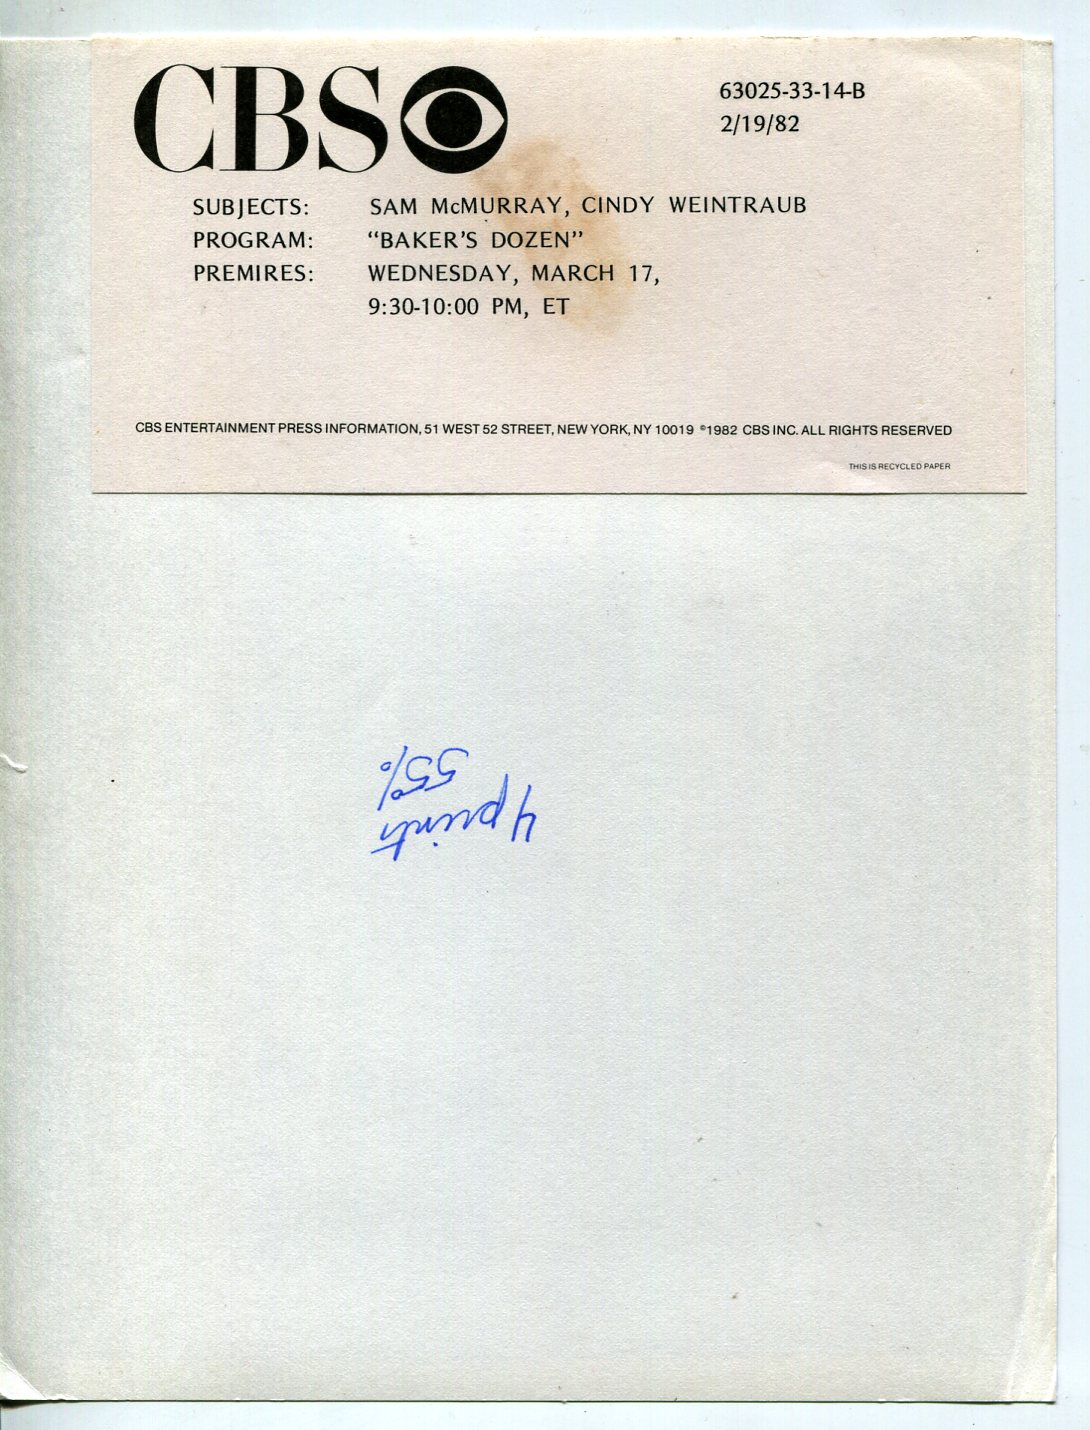 CBS
63025-33-14-B
2/19/82
SUBJECTS: SAM McMURRAY, CINDY WEINTRAUB
PROGRAM: “BAKER’S DOZEN”
PREMIRES: WEDNESDAY, MARCH 17,
9:30-10:00 PM, ET
CBS ENTERTAINMENT PRESS INFORMATION, 51 WEST 52 STREET, NEW YORK, NY 10019 ©1982 CBS INC. ALL RIGHTS RESERVED
THIS IS RECYCLED PAPER
4 prints
55%